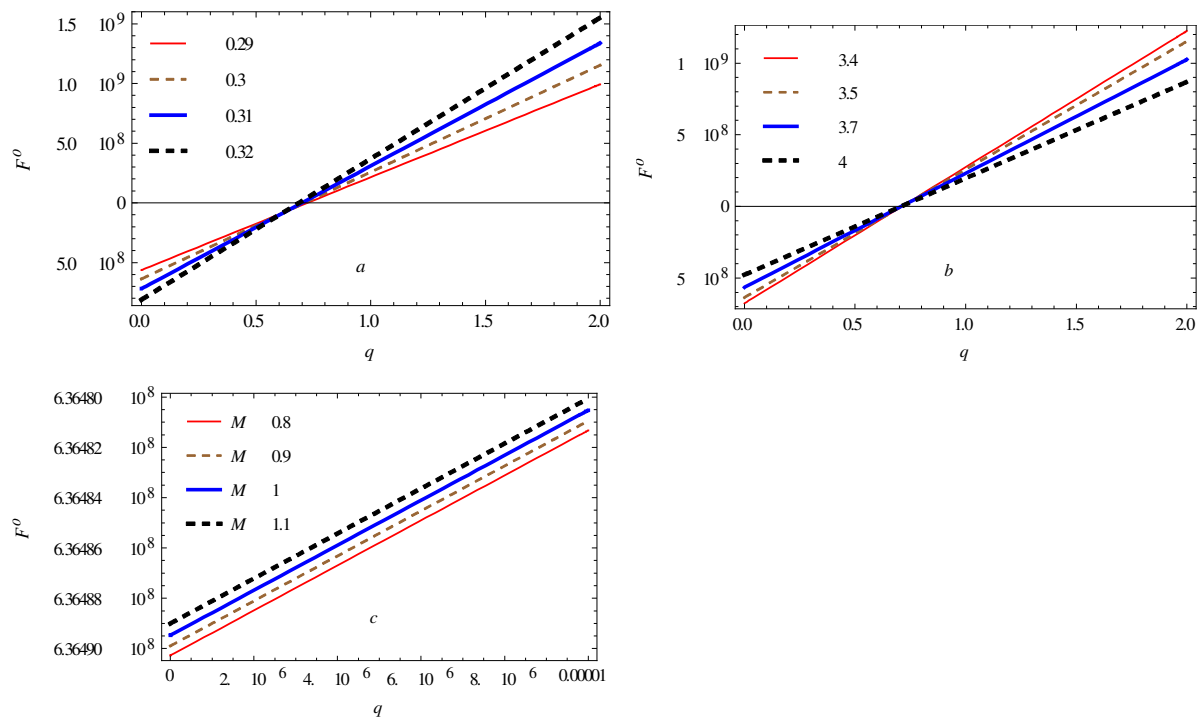 1.5 10^9
1.0 10^9
5.0 10^8
0
5.0 10^8
F^o
0.29
0.3
0.31
0.32
a
0.0 0.5 1.0 1.5 2.0
q
1 10^9
5 10^8
0
5 10^8
F^o
3.4
3.5
3.7
4
b
0.0 0.5 1.0 1.5 2.0
q
6.36480 10^8
6.36482 10^8
6.36484 10^8
6.36486 10^8
6.36488 10^8
6.36490 10^8
F^o
M 0.8
M 0.9
M 1
M 1.1
c
0 2. 10^6 4. 10^6 6. 10^6 8. 10^6 0.00001
q